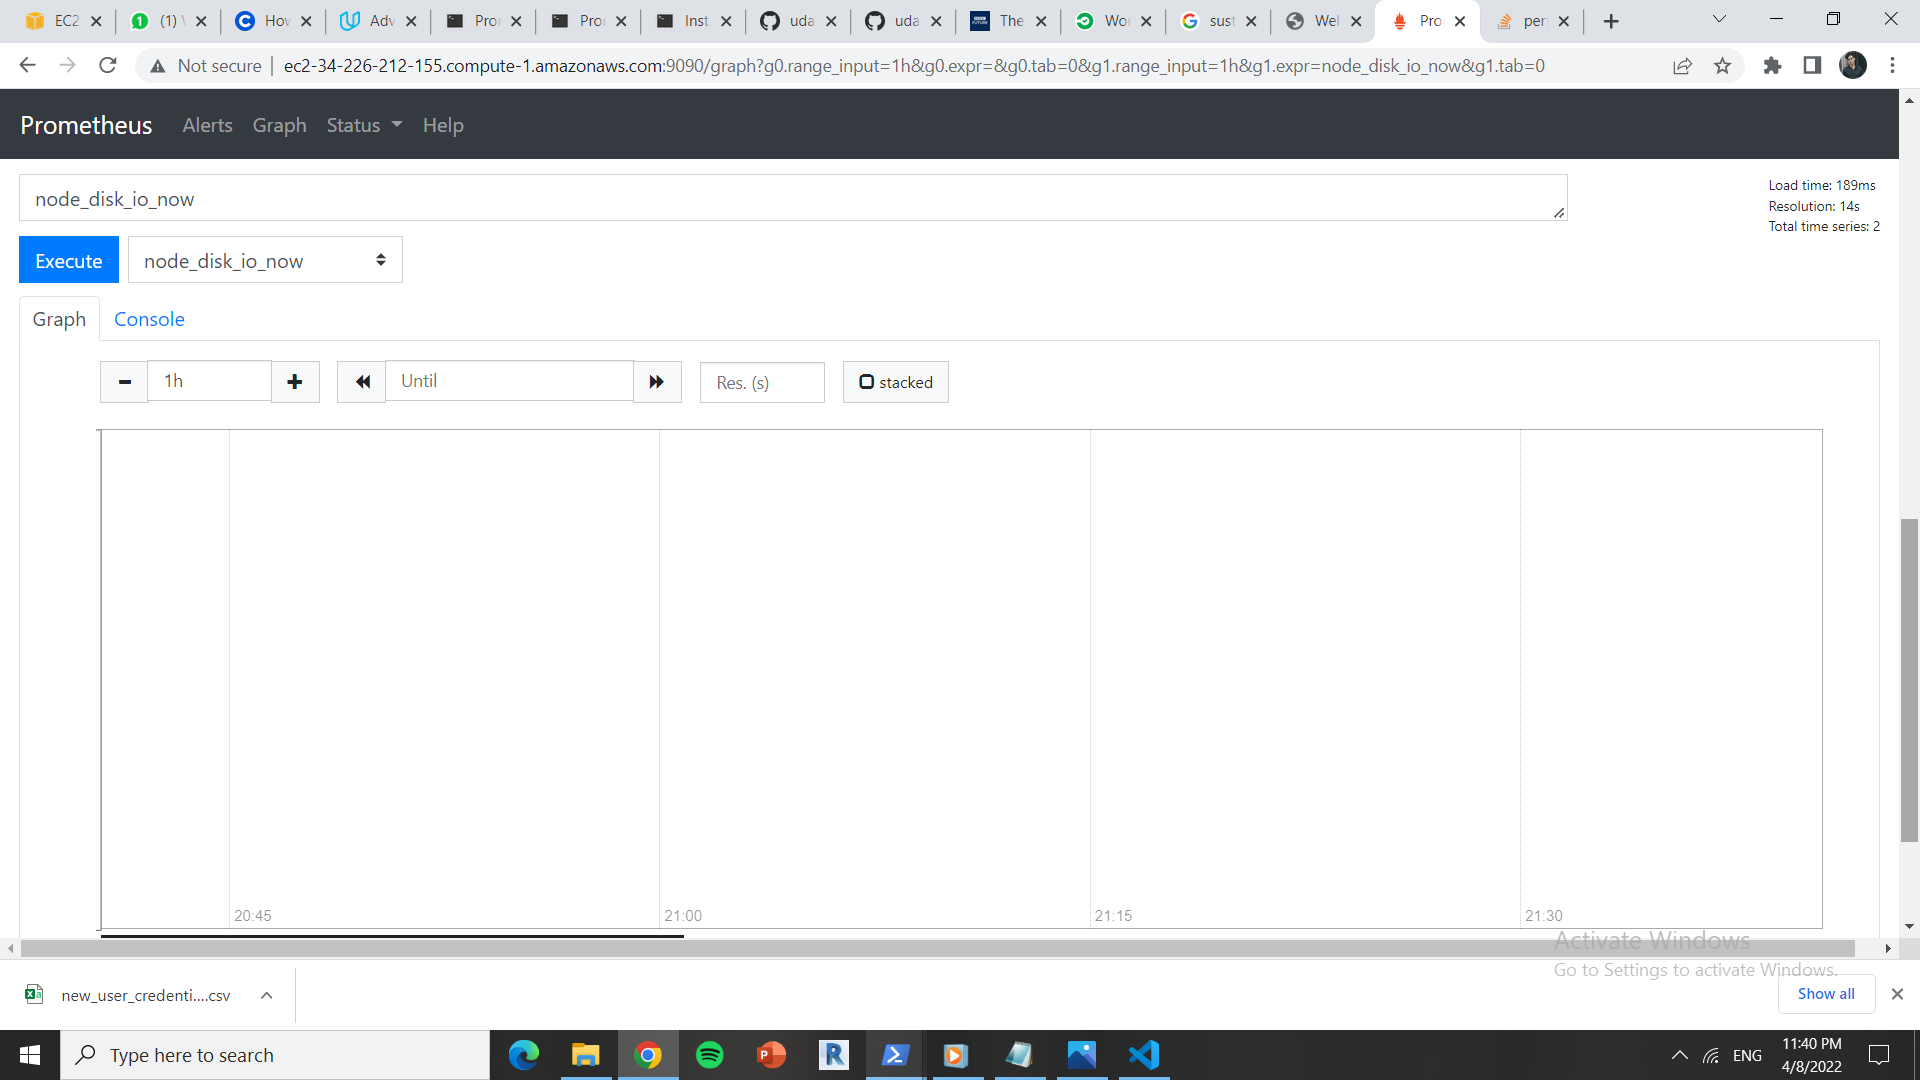 EC2
(1) W
How
Adv
Pro
Pro
Inst
uda
uda
The
Wor
sust
Wel
Pro
per
Not secure
ec2-34-226-212-155.compute-1.amazonaws.com:9090/graph?g0.range_input=1h&g0.expr=&g0.tab=0&g1.range_input=1h&g1.expr=node_disk_io_now&g1.tab=0
Prometheus Alerts Graph Status Help
node_disk_io_now
Load time: 189ms
Resolution: 14s
Total time series: 2
Execute
node_disk_io_now
Graph Console
1h
Until
Res. (s)
stacked
20:45
21:00
21:15
21:30
Activate Windows
Go to Settings to activate Windows.
new_user_credenti....csv
Show all
Type here to search
ENG
11:40 PM
4/8/2022